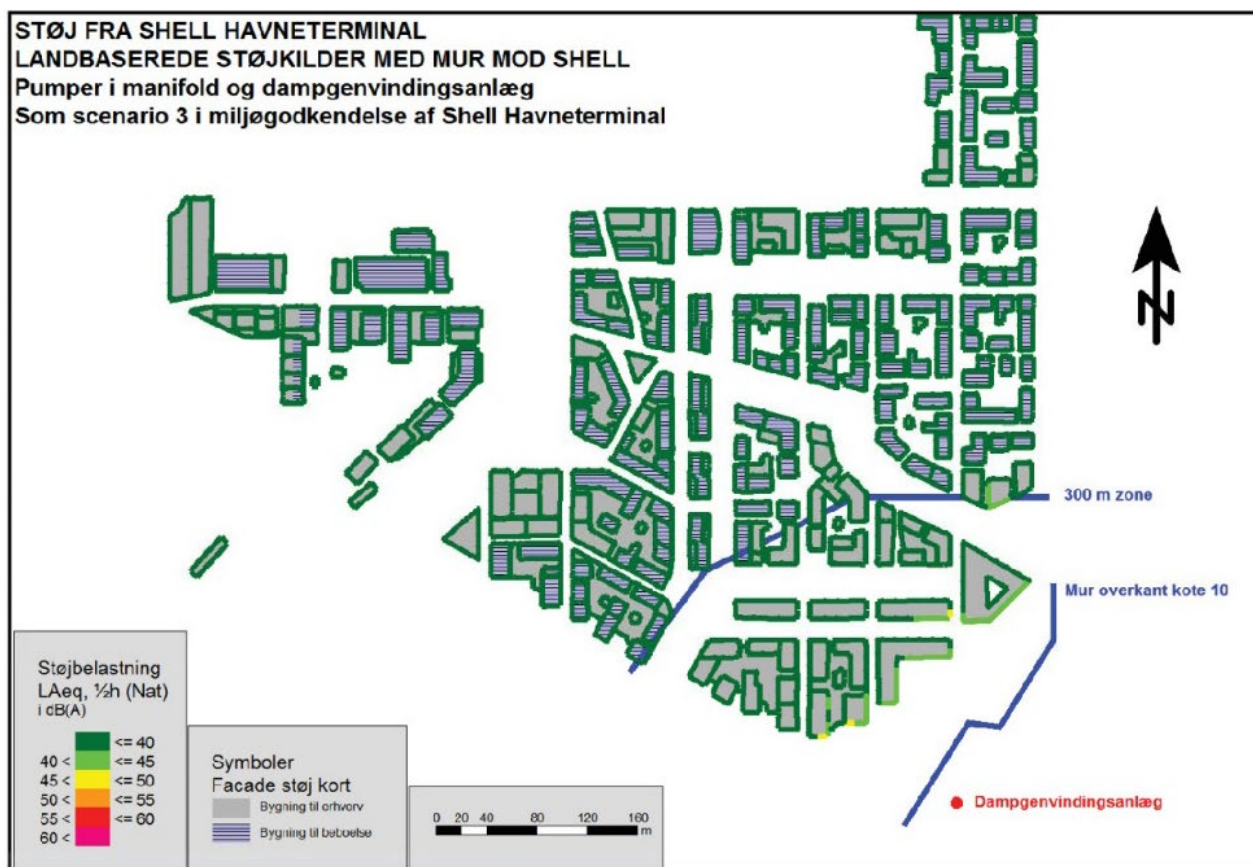 STØJ FRA SHELL HAVNETERMINAL
LANDBASEREDE STØJKILDER MED MUR MOD SHELL
Pumper i manifold og dampgenvindingsanlæg
Som scenario 3 i miljøgodkendelse af Shell Havneterminal
N
300 m zone
Mur overkant kote 10
Dampgenvindingsanlæg
Støjbelastning
LAeq, ½h (Nat)
i dB(A)
<= 40
40 < <= 45
45 < <= 50
50 < <= 55
55 < <= 60
60 <
Symboler
Facade støj kort
Bygning til erhverv
Bygning til beboelse
0 20 40 80 120 160
m